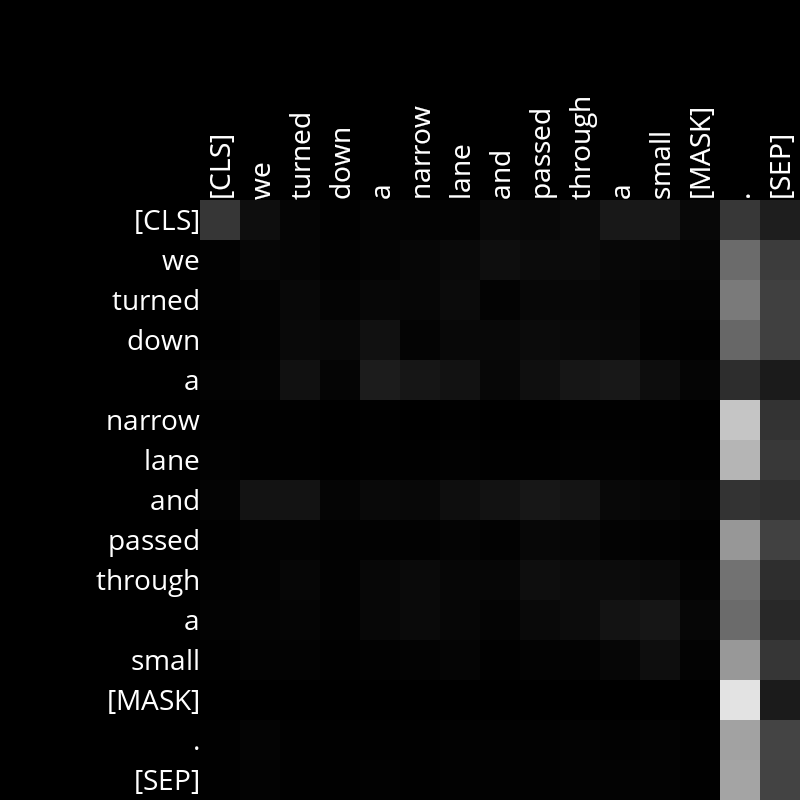 [CLS] we turned down a narrow lane and passed through a small [MASK] . [SEP]
[CLS]
we
turned
down
a
narrow
lane
and
passed
through
a
small
[MASK]
.
[SEP]